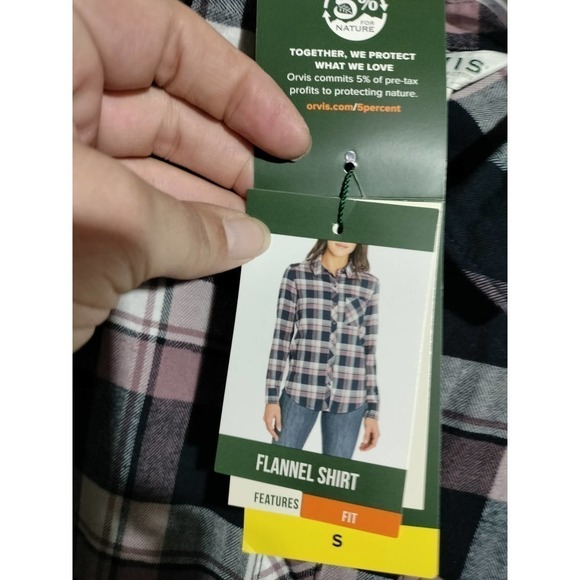 5%
FOR
NATURE
TOGETHER, WE PROTECT
WHAT WE LOVE
Orvis commits 5% of pre-tax
profits to protecting nature.
orvis.com/5percent
VIS
FLANNEL SHIRT
FEATURES
FIT
S